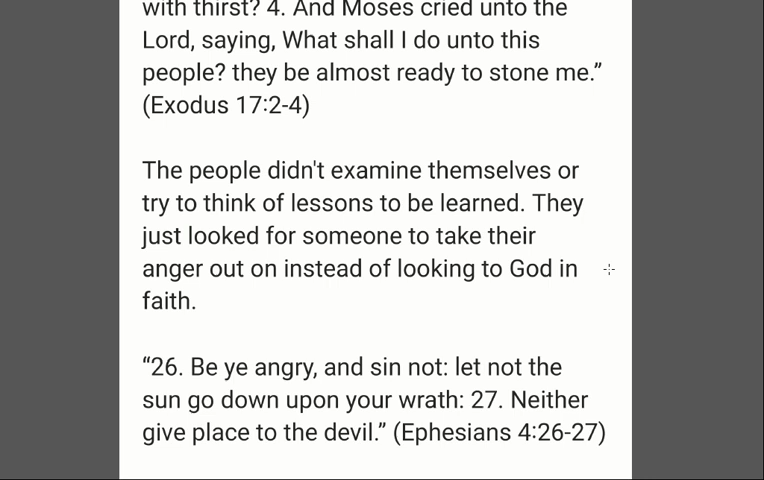 with thirst? 4. And Moses cried unto the
Lord, saying, What shall I do unto this
people? they be almost ready to stone me.”
(Exodus 17:2-4)
The people didn't examine themselves or
try to think of lessons to be learned. They
just looked for someone to take their
anger out on instead of looking to God in
faith.
“26. Be ye angry, and sin not: let not the
sun go down upon your wrath: 27. Neither
give place to the devil.” (Ephesians 4:26-27)